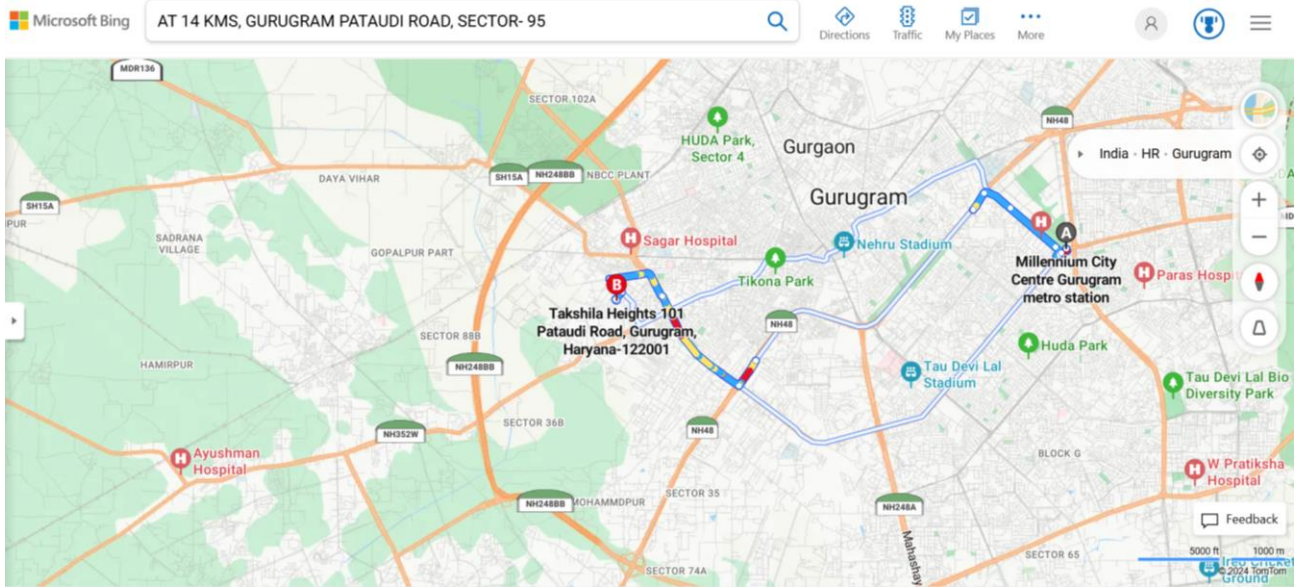 Microsoft Bing
AT 14 KMS, GURUGRAM PATAUDI ROAD, SECTOR- 95
Directions
Traffic
My Places
More
MDR136
SECTOR 102A
HUDA Park,
Sector 4
Gurgaon
NH48
India · HR · Gurugram
SH15A
NH248BB
NBCC PLANT
DAYA VIHAR
SH15A
Gurugram
SADRANA
VILLAGE
GOPALPUR PART
Sagar Hospital
Nehru Stadium
A
Millennium City
Centre Gurugram
metro station
Paras Hospit
Tikona Park
B
Takshila Heights 101
Pataudi Road, Gurugram,
Haryana-122001
NH48
SECTOR 88B
Huda Park
HAMIRPUR
NH248BB
Tau Devi Lal
Stadium
Tau Devi Lal Bio
Diversity Park
SECTOR 36B
NH352W
NH48
Ayushman
Hospital
BLOCK G
W Pratiksha
Hospital
SECTOR 35
NH248BB
MOHAMMDPUR
NH248A
Feedback
Mahashay
SECTOR 65
5000 ft
1000 m
© 2024 TomTom
Ground
SECTOR 74A